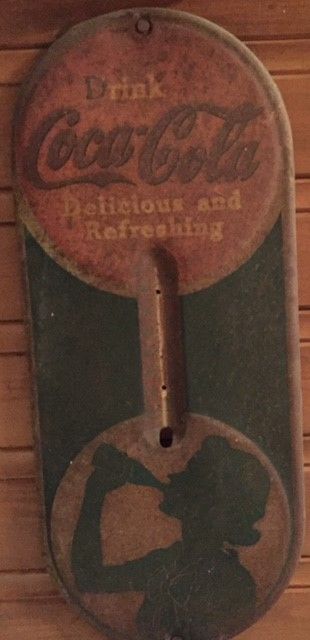 Drink
Coca-Cola
Delicious and
Refreshing